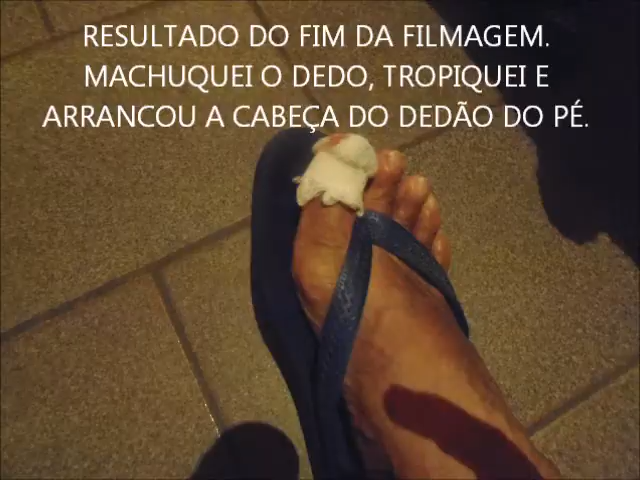 RESULTADO DO FIM DA FILMAGEM.
MACHUQUEI O DEDO, TROPIQUEI E
ARRANCOU A CABEÇA DO DEDÃO DO PÉ.